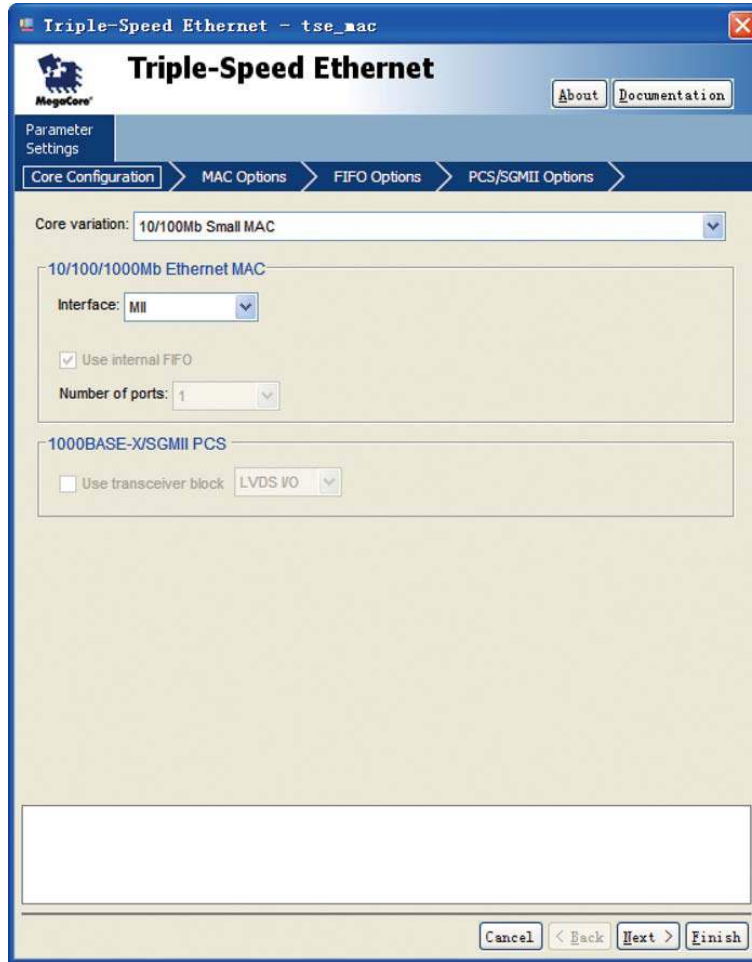 Triple-Speed Ethernet - tse_mac
MegaCore®
Triple-Speed Ethernet
About
Documentation
Parameter
Settings
Core Configuration
MAC Options
FIFO Options
PCS/SGMII Options
Core variation: 10/100Mb Small MAC
10/100/1000Mb Ethernet MAC
Interface: MII
Use internal FIFO
Number of ports: 1
1000BASE-X/SGMII PCS
Use transceiver block LVDS I/O
Cancel
< Back
Next >
Finish